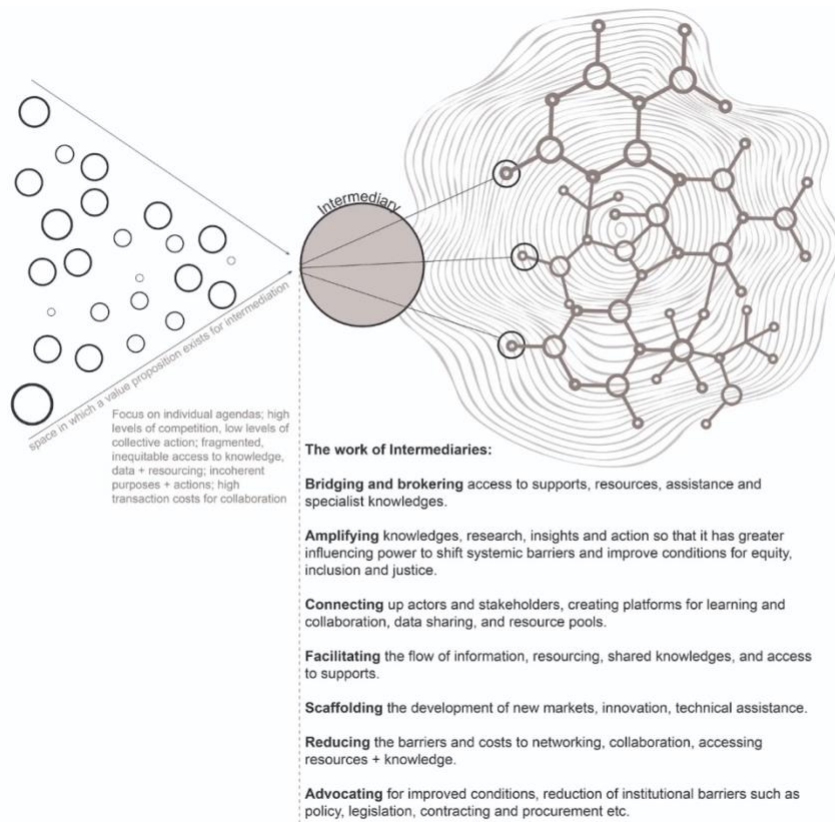 Intermediary
space in which a value proposition exists for intermediation
Focus on individual agendas; high
levels of competition, low levels of
collective action; fragmented,
inequitable access to knowledge,
data + resourcing; incoherent
purposes + actions; high
transaction costs for collaboration
The work of Intermediaries:
Bridging and brokering access to supports, resources, assistance and
specialist knowledges.
Amplifying knowledges, research, insights and action so that it has greater
influencing power to shift systemic barriers and improve conditions for equity,
inclusion and justice.
Connecting up actors and stakeholders, creating platforms for learning and
collaboration, data sharing, and resource pools.
Facilitating the flow of information, resourcing, shared knowledges, and access
to supports.
Scaffolding the development of new markets, innovation, technical assistance.
Reducing the barriers and costs to networking, collaboration, accessing
resources + knowledge.
Advocating for improved conditions, reduction of institutional barriers such as
policy, legislation, contracting and procurement etc.